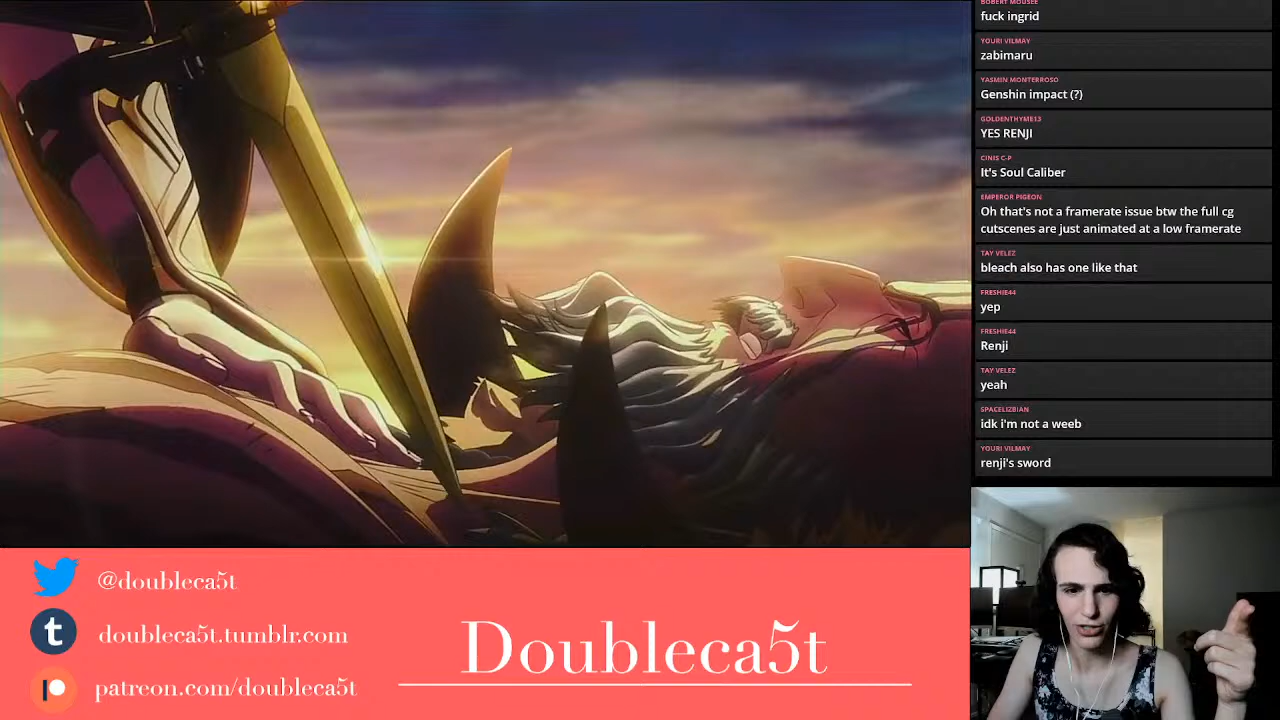 BOBERT MOUSEE
fuck ingrid
YOURI VILMAY
zabimaru
YASMIN MONTERROSO
Genshin impact (?)
GOLDENTHYME13
YES RENJI
CINIS C-P
It's Soul Caliber
EMPEROR PIGEON
Oh that's not a framerate issue btw the full cg
cutscenes are just animated at a low framerate
TAY VELEZ
bleach also has one like that
FRESHIE44
yep
FRESHIE44
Renji
TAY VELEZ
yeah
SPACELIZBIAN
idk i'm not a weeb
YOURI VILMAY
renji's sword
@doubleca5t
doubleca5t.tumblr.com
patreon.com/doubleca5t
Doubleca5t